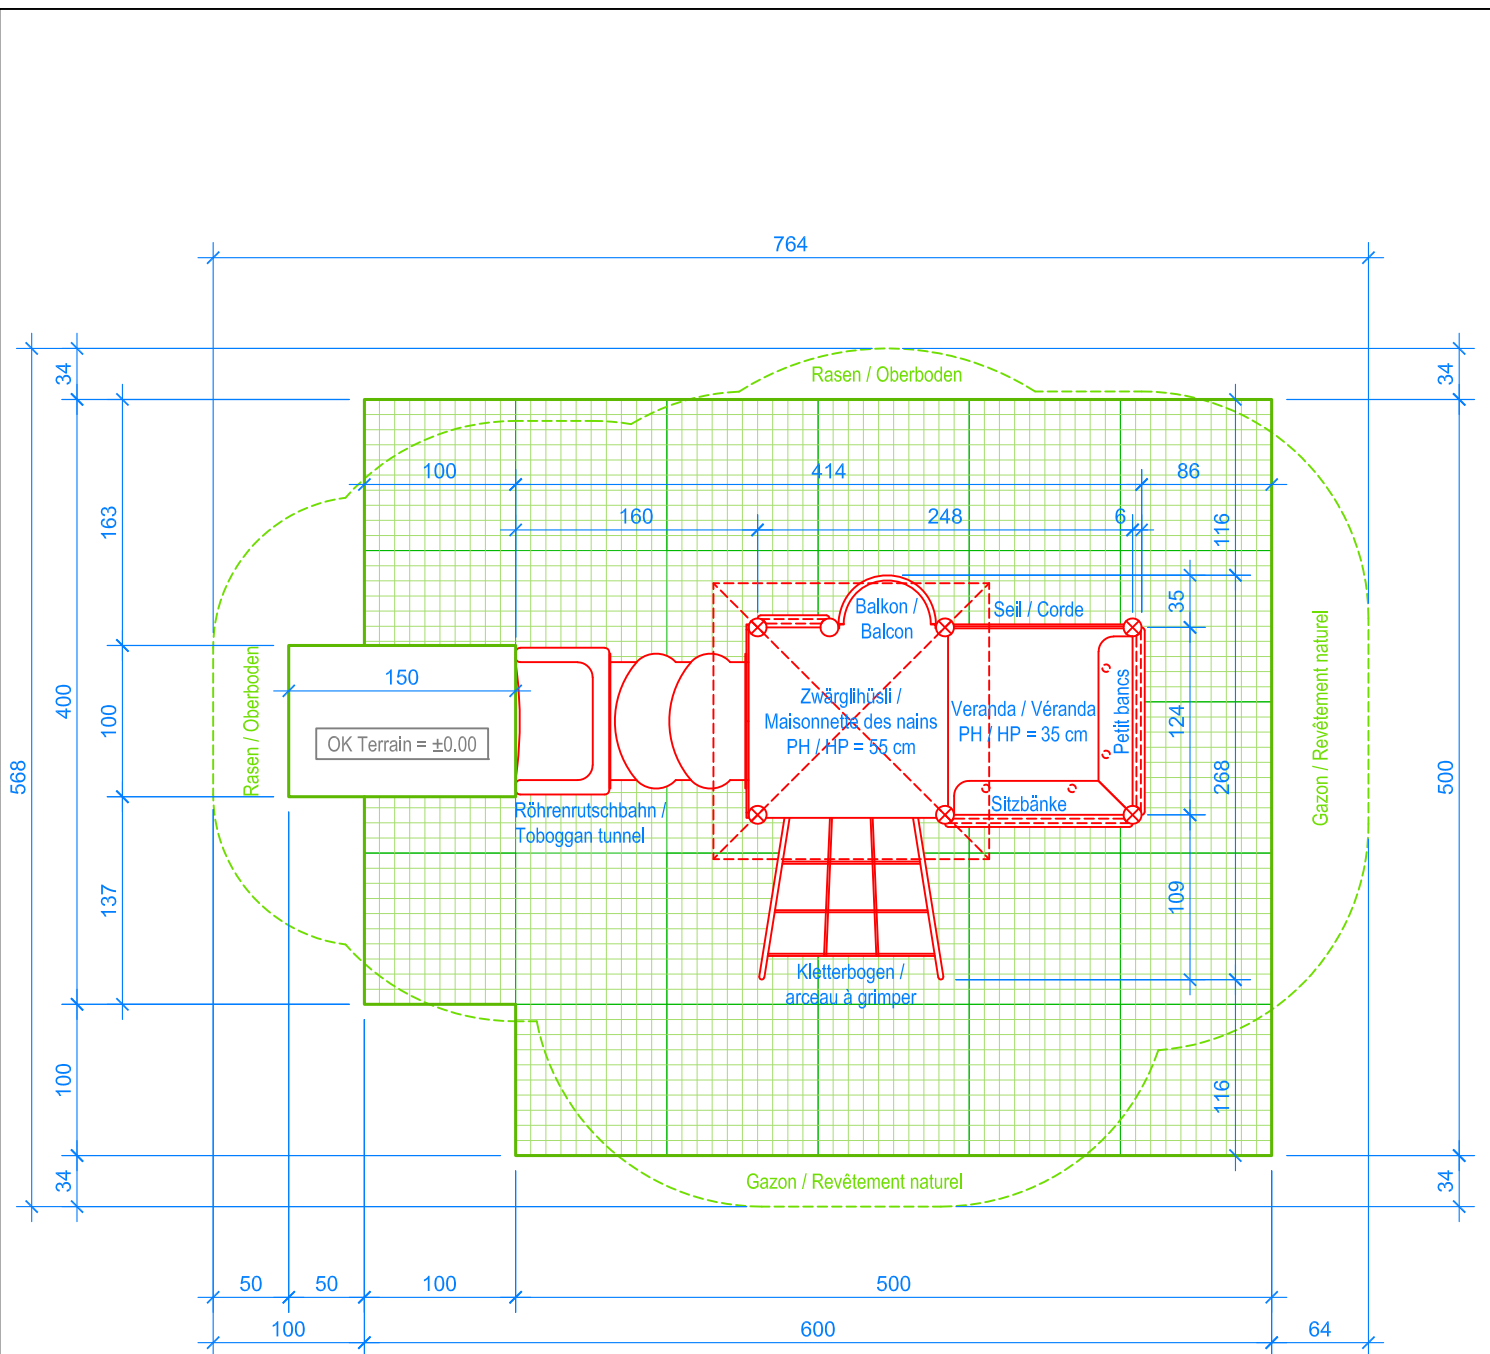 764
34
34
Rasen / Oberboden
100
414
86
160
248
6
116
163
35
Balkon /
Balcon
Seil / Corde
Rasen / Oberboden
150
OK Terrain = ±0.00
400
100
568
Zwärglihüsli /
Maisonnette des nains
PH / HP = 55 cm
Veranda / Véranda
PH / HP = 35 cm
Petit bancs
124
268
500
Gazon / Revêtement naturel
Sitzbänke
Röhrenrutschbahn /
Toboggan tunnel
137
109
Kletterbogen /
arceau à grimper
100
116
34
34
Gazon / Revêtement naturel
50
50
100
500
100
600
64